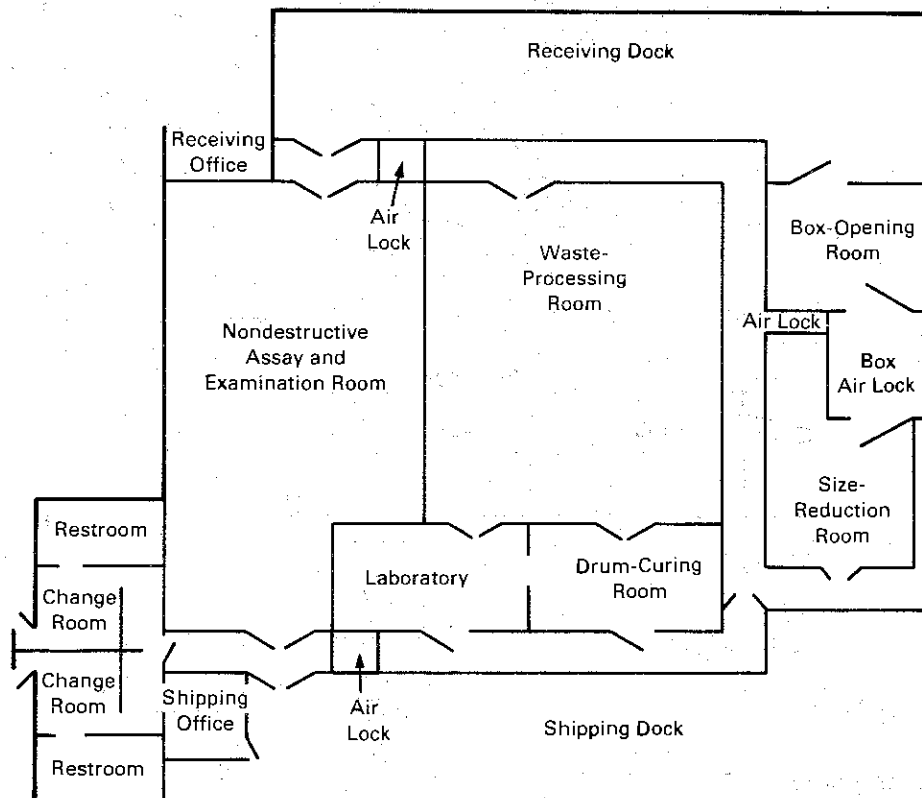 Receiving Dock
Receiving
Office
Air
Lock
Box-Opening
Room
Waste-
Processing
Room
Nondestructive
Assay and
Examination Room
Air Lock
Box
Air Lock
Size-
Reduction
Room
Restroom
Laboratory
Drum-Curing
Room
Change
Room
Change
Room
Shipping
Office
Air
Lock
Shipping Dock
Restroom